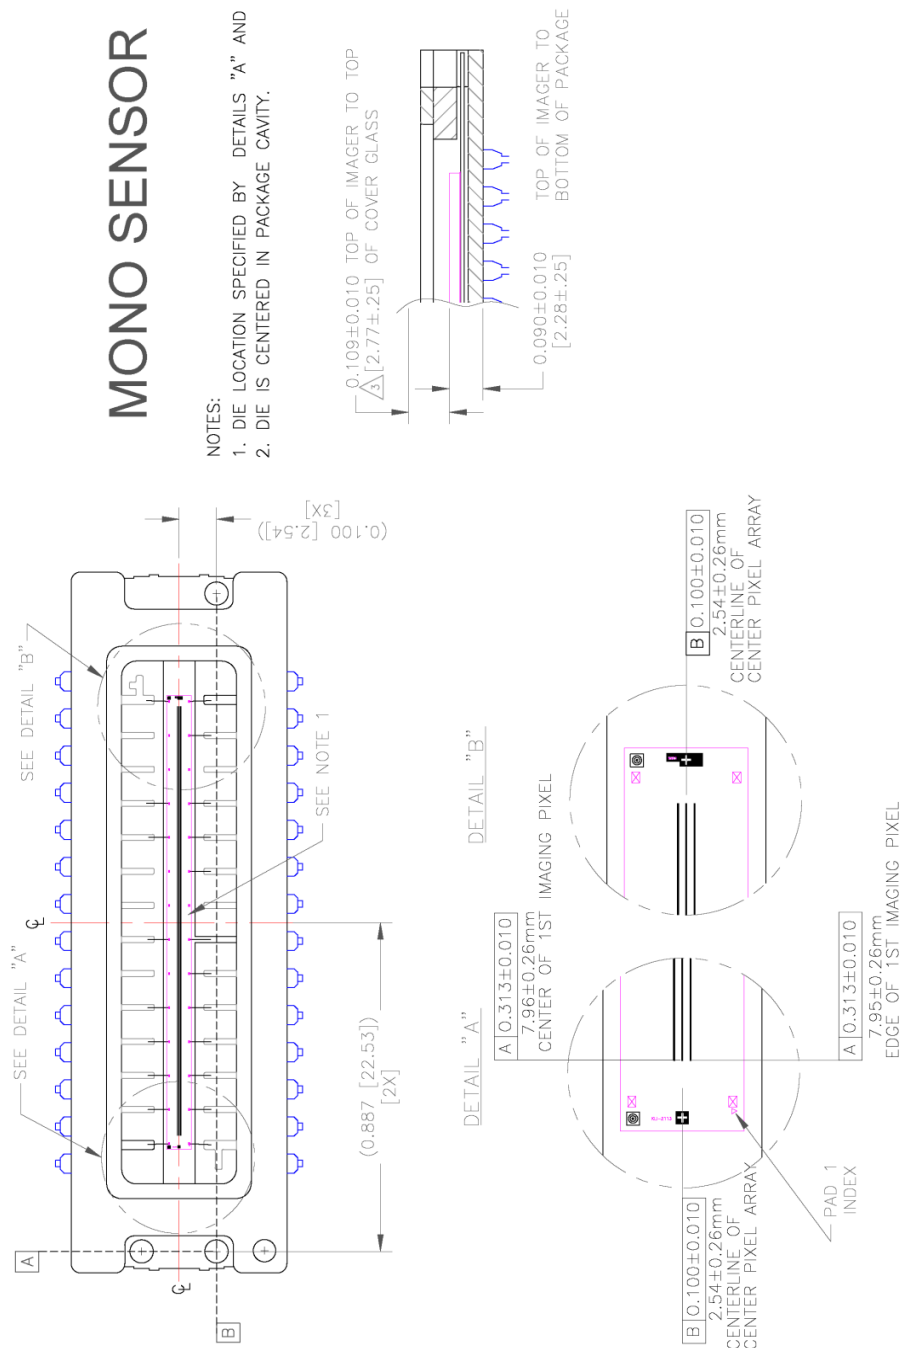 MONO SENSOR
NOTES:
1. DIE LOCATION SPECIFIED BY DETAILS "A" AND
2. DIE IS CENTERED IN PACKAGE CAVITY.
0.109±0.010 TOP OF IMAGER TO TOP
3 [2.77±.25] OF COVER GLASS
0.090±0.010 TOP OF IMAGER TO
[2.28±.25] BOTTOM OF PACKAGE
SEE DETAIL "A"
SEE DETAIL "B"
SEE NOTE 1
(0.100 [2.54])
[3X]
(0.887 [22.53])
[2X]
A
B
℄
℄
DETAIL "A"
A 0.313±0.010
7.96±0.26mm
CENTER OF 1ST IMAGING PIXEL
DETAIL "B"
B 0.100±0.010
2.54±0.26mm
CENTERLINE OF
CENTER PIXEL ARRAY
B 0.100±0.010
2.54±0.26mm
CENTERLINE OF
CENTER PIXEL ARRAY
PAD 1
INDEX
A 0.313±0.010
7.95±0.26mm
EDGE OF 1ST IMAGING PIXEL